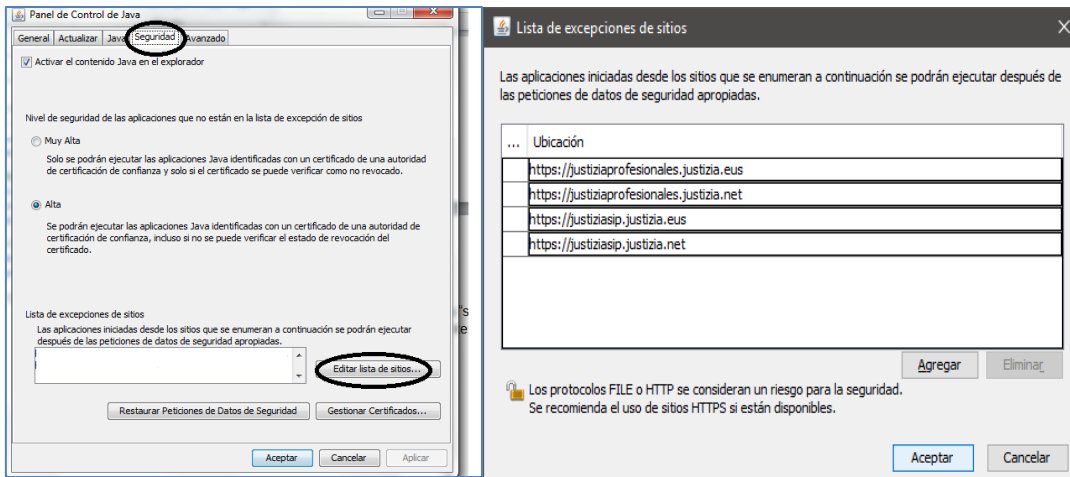 Panel de Control de Java
General Actualizar Java Seguridad Avanzado
Activar el contenido Java en el explorador
Nivel de seguridad de las aplicaciones que no están en la lista de excepción de sitios
Muy Alta
Solo se podrán ejecutar las aplicaciones Java identificadas con un certificado de una autoridad
de certificación de confianza y solo si el certificado se puede verificar como no revocado.
Alta
Se podrán ejecutar las aplicaciones Java identificadas con un certificado de una autoridad de
certificación de confianza, incluso si no se puede verificar el estado de revocación del
certificado.
Lista de excepciones de sitios
Las aplicaciones iniciadas desde los sitios que se enumeran a continuación se podrán ejecutar
después de las peticiones de datos de seguridad apropiadas.
Editar lista de sitios...
Restaurar Peticiones de Datos de Seguridad Gestionar Certificados...
Aceptar Cancelar Aplicar
Lista de excepciones de sitios
Las aplicaciones iniciadas desde los sitios que se enumeran a continuación se podrán ejecutar después de
las peticiones de datos de seguridad apropiadas.
... Ubicación
https://justiziaprofesionales.justizia.eus
https://justiziaprofesionales.justizia.net
https://justiziasip.justizia.eus
https://justiziasip.justizia.net
Agregar Eliminar
Los protocolos FILE o HTTP se consideran un riesgo para la seguridad.
Se recomienda el uso de sitios HTTPS si están disponibles.
Aceptar Cancelar